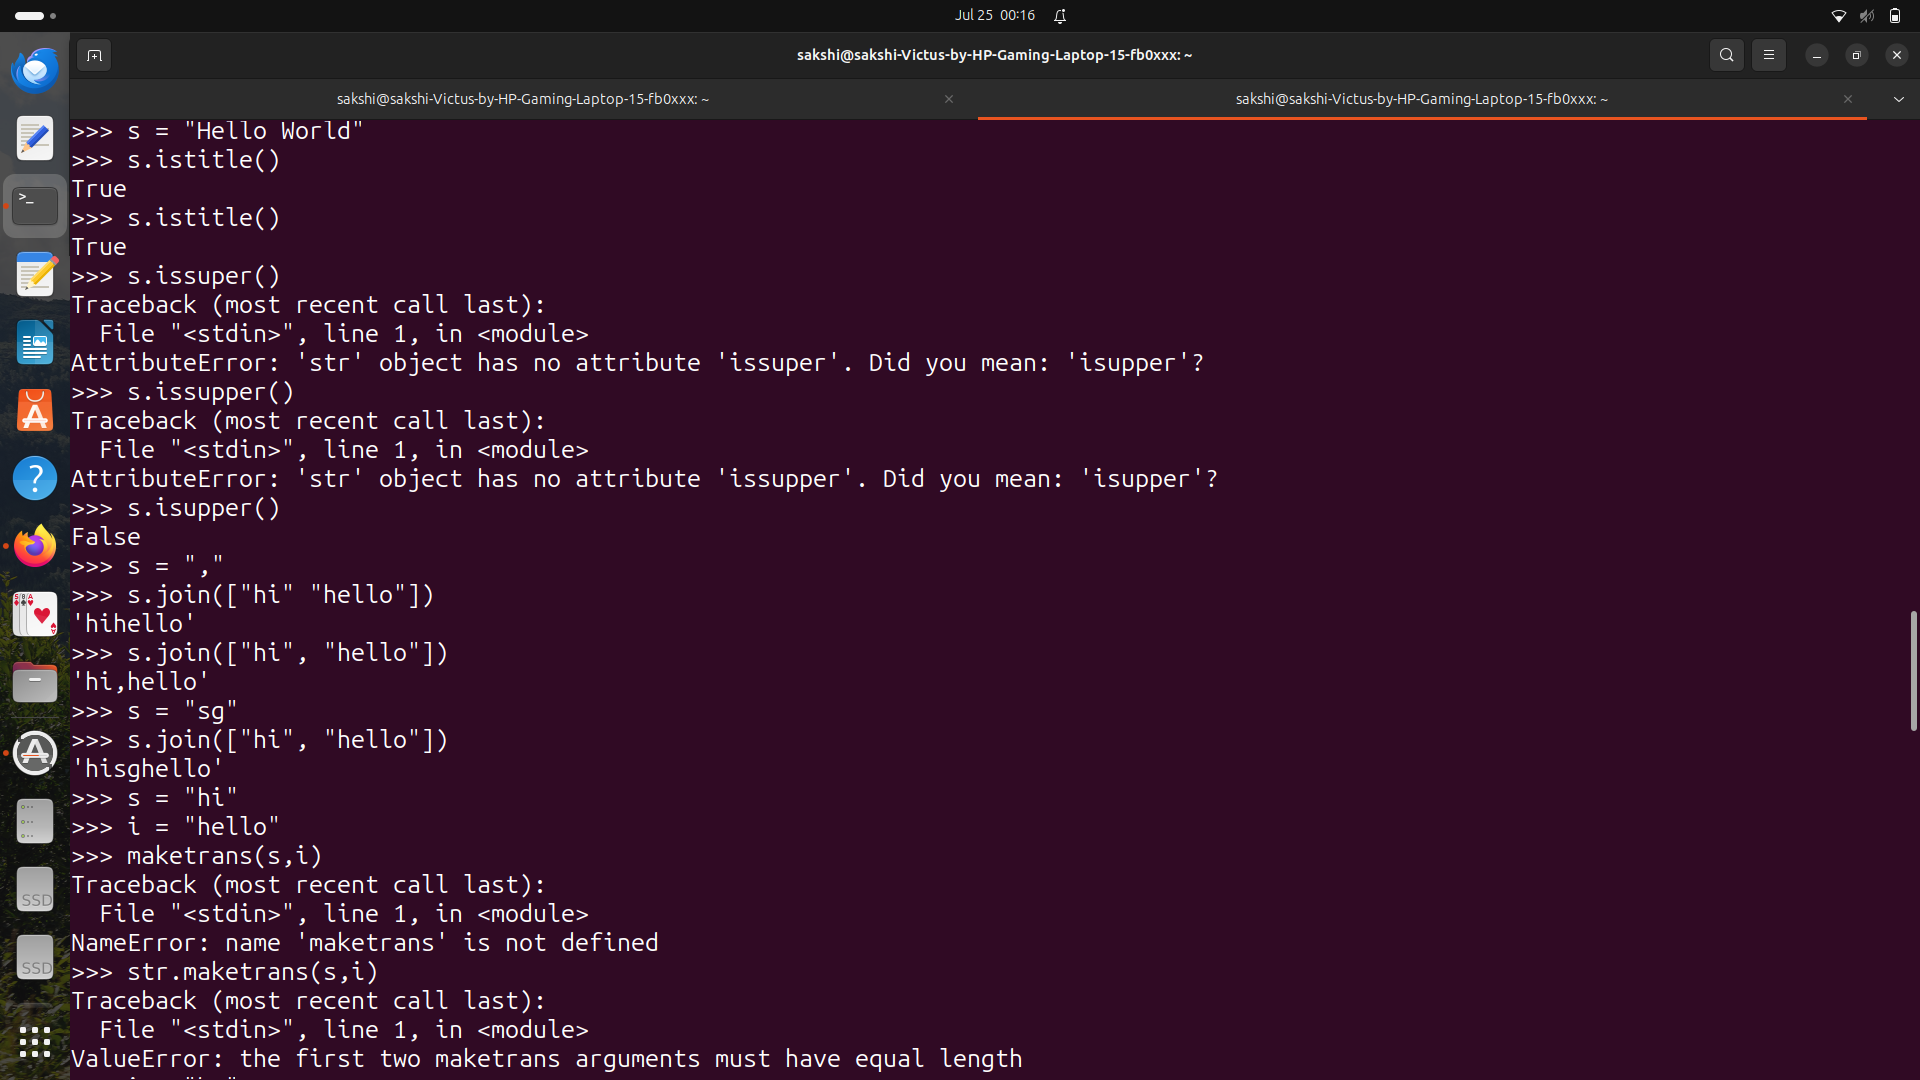 Jul 25 00:16
sakshi@sakshi-Victus-by-HP-Gaming-Laptop-15-fb0xxx: ~
sakshi@sakshi-Victus-by-HP-Gaming-Laptop-15-fb0xxx: ~
sakshi@sakshi-Victus-by-HP-Gaming-Laptop-15-fb0xxx: ~
>>> s = "Hello World"
>>> s.istitle()
True
>>> s.istitle()
True
>>> s.issuper()
Traceback (most recent call last):
  File "<stdin>", line 1, in <module>
AttributeError: 'str' object has no attribute 'issuper'. Did you mean: 'isupper'?
>>> s.issupper()
Traceback (most recent call last):
  File "<stdin>", line 1, in <module>
AttributeError: 'str' object has no attribute 'issupper'. Did you mean: 'isupper'?
>>> s.isupper()
False
>>> s = ","
>>> s.join(["hi" "hello"])
'hihello'
>>> s.join(["hi", "hello"])
'hi,hello'
>>> s = "sg"
>>> s.join(["hi", "hello"])
'hisghello'
>>> s = "hi"
>>> i = "hello"
>>> maketrans(s,i)
Traceback (most recent call last):
  File "<stdin>", line 1, in <module>
NameError: name 'maketrans' is not defined
>>> str.maketrans(s,i)
Traceback (most recent call last):
  File "<stdin>", line 1, in <module>
ValueError: the first two maketrans arguments must have equal length
SSD
SSD